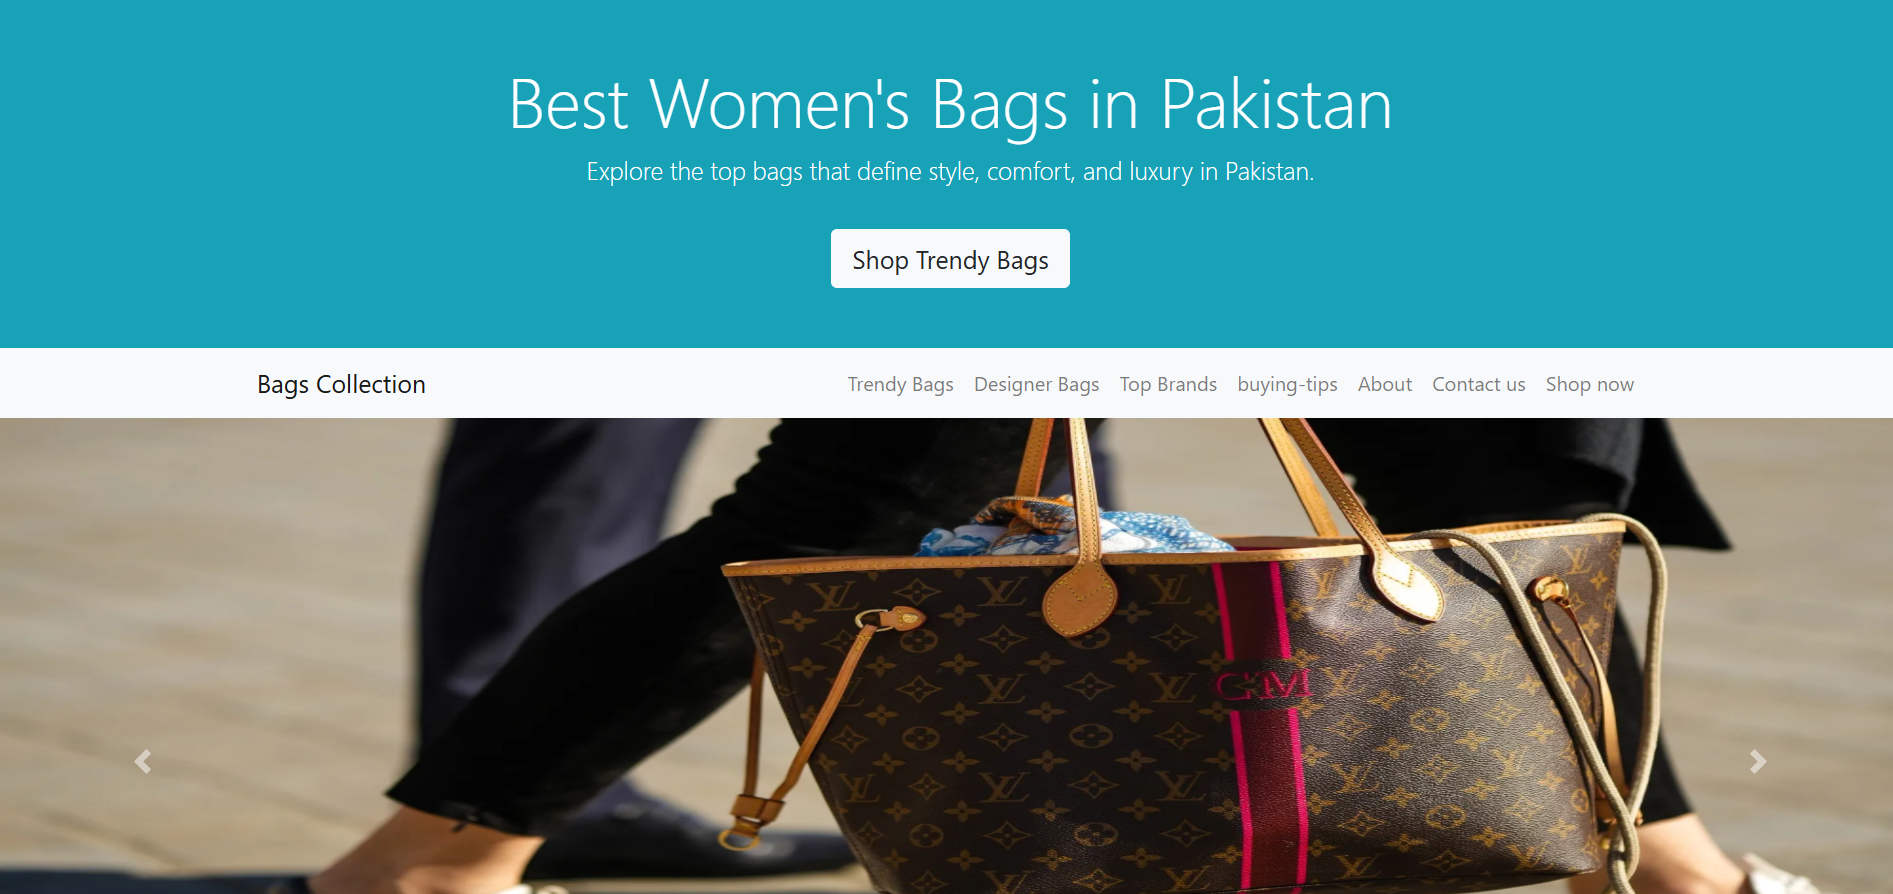 Best Women's Bags in Pakistan
Explore the top bags that define style, comfort, and luxury in Pakistan.
Shop Trendy Bags
Bags Collection
Trendy Bags Designer Bags Top Brands buying-tips About Contact us Shop now
LV
C M